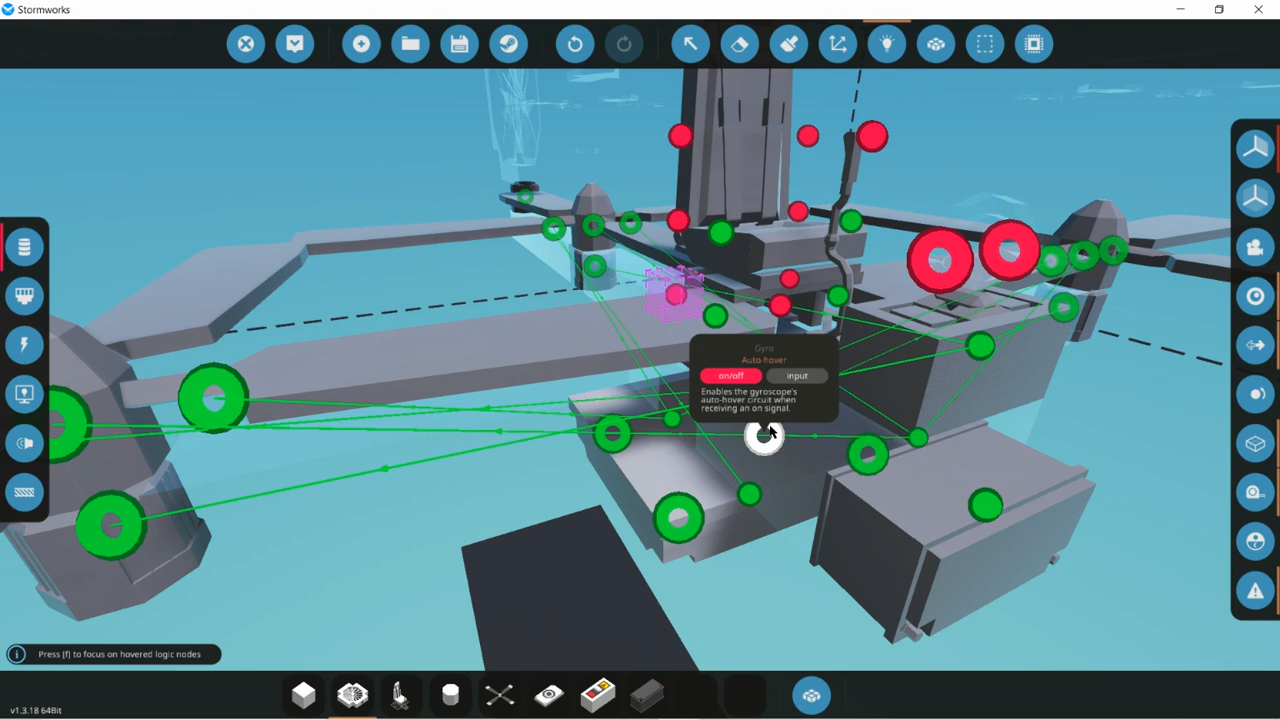 Stormworks
Gyro
Auto-hover
on/off
input
Enables the gyroscope's
auto-hover circuit when
receiving an on signal.
Press [f] to focus on hovered logic nodes
v1.3.18 64Bit